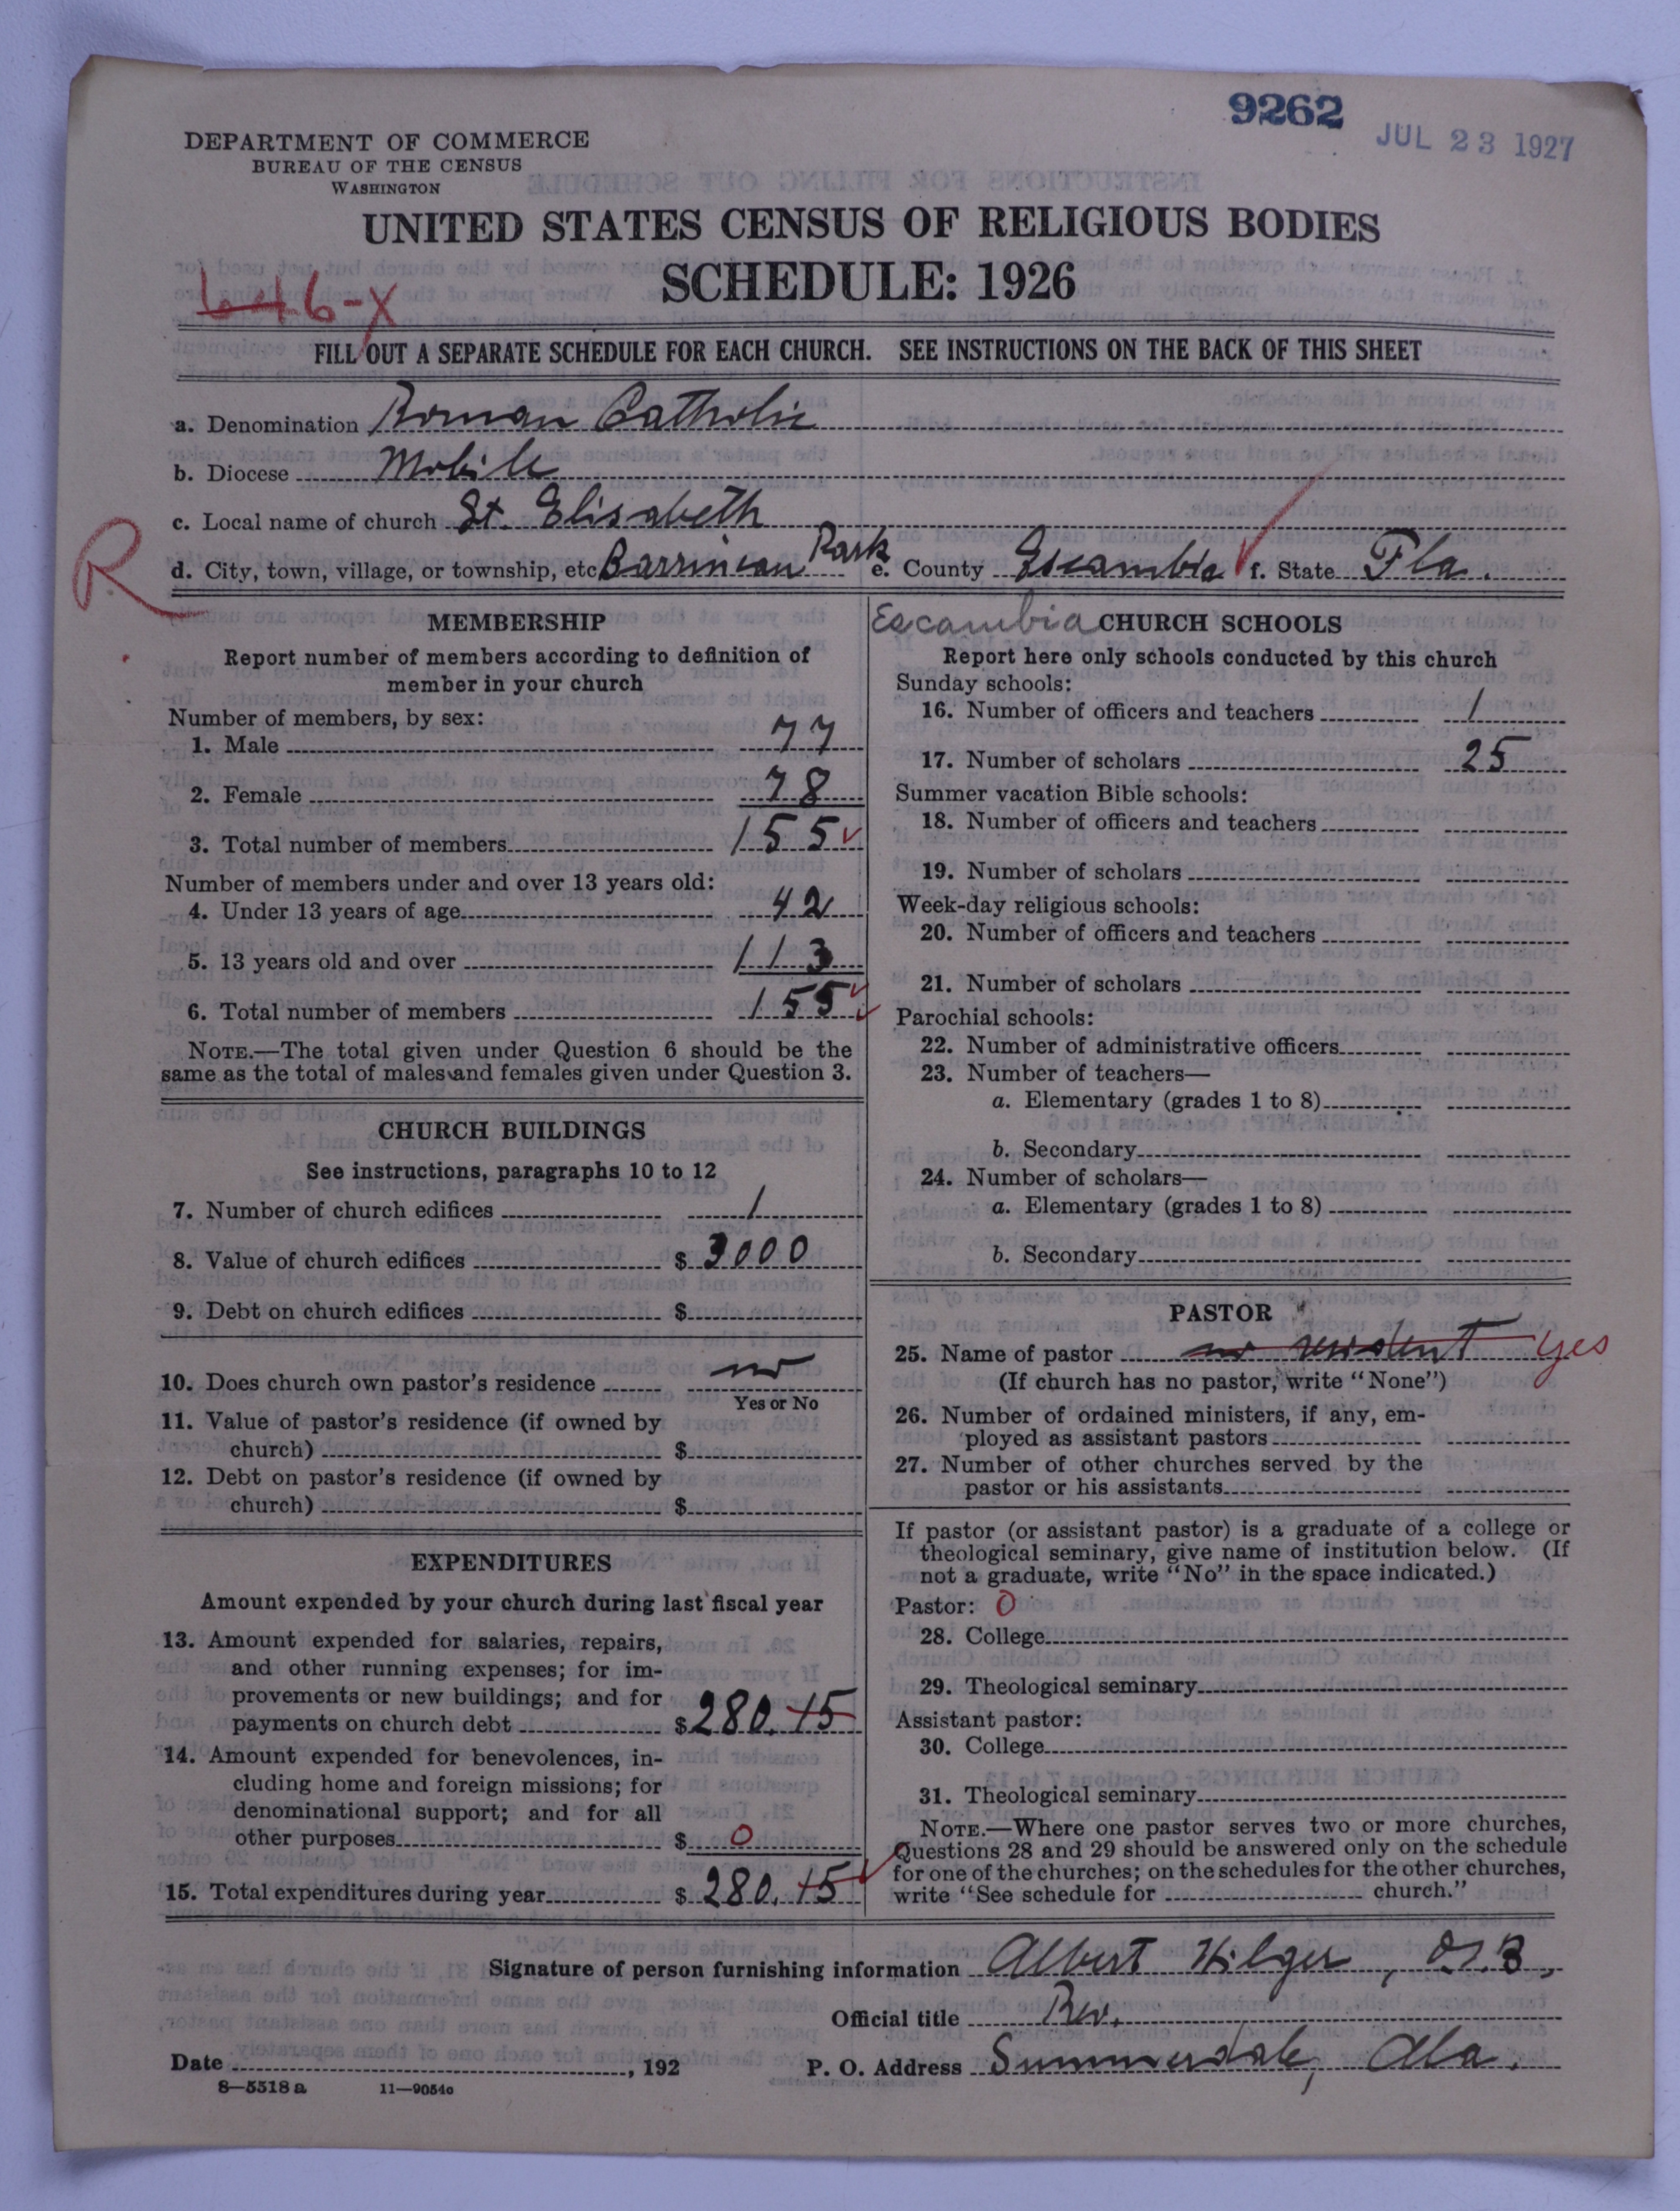 9262
JUL 23 1927
DEPARTMENT OF COMMERCE
BUREAU OF THE CENSUS
WASHINGTON
UNITED STATES CENSUS OF RELIGIOUS BODIES
SCHEDULE: 1926
646-X
FILL OUT A SEPARATE SCHEDULE FOR EACH CHURCH. SEE INSTRUCTIONS ON THE BACK OF THIS SHEET
a. Denomination Roman Catholic
b. Diocese Mobile
c. Local name of church St. Elisabeth
R
d. City, town, village, or township, etc Barrineau Park e. County Escambia f. State Fla.
MEMBERSHIP
Report number of members according to definition of
member in your church
Number of members, by sex:
1. Male 77
2. Female 78
3. Total number of members 155
Number of members under and over 13 years old:
4. Under 13 years of age 42
5. 13 years old and over 113
6. Total number of members 155
NOTE.—The total given under Question 6 should be the
same as the total of males and females given under Question 3.
CHURCH BUILDINGS
See instructions, paragraphs 10 to 12
7. Number of church edifices 1
8. Value of church edifices $ 3000
9. Debt on church edifices $
10. Does church own pastor's residence no
Yes or No
11. Value of pastor's residence (if owned by
church) $
12. Debt on pastor's residence (if owned by
church) $
EXPENDITURES
Amount expended by your church during last fiscal year
13. Amount expended for salaries, repairs,
and other running expenses; for im-
provements or new buildings; and for
payments on church debt $ 280.15
14. Amount expended for benevolences, in-
cluding home and foreign missions; for
denominational support; and for all
other purposes $ 0
15. Total expenditures during year $ 280.15
Escambia CHURCH SCHOOLS
Report here only schools conducted by this church
Sunday schools:
16. Number of officers and teachers 1
17. Number of scholars 25
Summer vacation Bible schools:
18. Number of officers and teachers
19. Number of scholars
Week-day religious schools:
20. Number of officers and teachers
21. Number of scholars
Parochial schools:
22. Number of administrative officers
23. Number of teachers—
a. Elementary (grades 1 to 8)
b. Secondary
24. Number of scholars—
a. Elementary (grades 1 to 8)
b. Secondary
PASTOR
25. Name of pastor no resident yes
(If church has no pastor, write "None")
26. Number of ordained ministers, if any, em-
ployed as assistant pastors
27. Number of other churches served by the
pastor or his assistants
If pastor (or assistant pastor) is a graduate of a college or
theological seminary, give name of institution below. (If
not a graduate, write "No" in the space indicated.)
Pastor: 0
28. College
29. Theological seminary
Assistant pastor:
30. College
31. Theological seminary
NOTE.—Where one pastor serves two or more churches,
Questions 28 and 29 should be answered only on the schedule
for one of the churches; on the schedules for the other churches,
write "See schedule for church."
Signature of person furnishing information Albert Hilger, O.S.B.
Official title Rev.
Date , 192 P. O. Address Summerdale, Ala.
8—5518 a 11—9054c